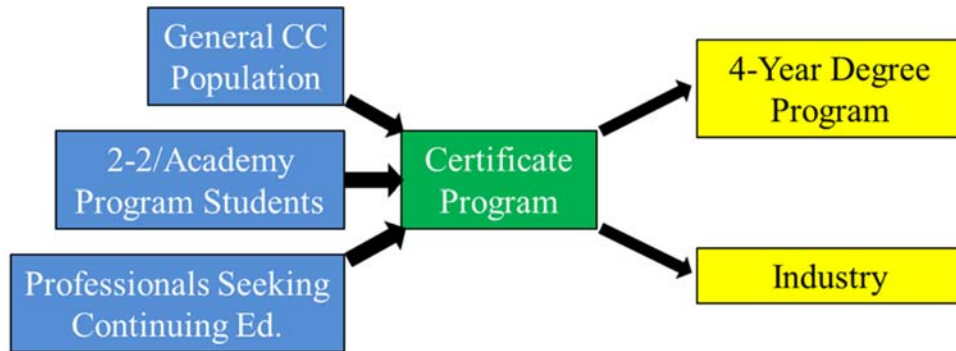 General CC
Population
2-2/Academy
Program Students
Professionals Seeking
Continuing Ed.
Certificate
Program
4-Year Degree
Program
Industry